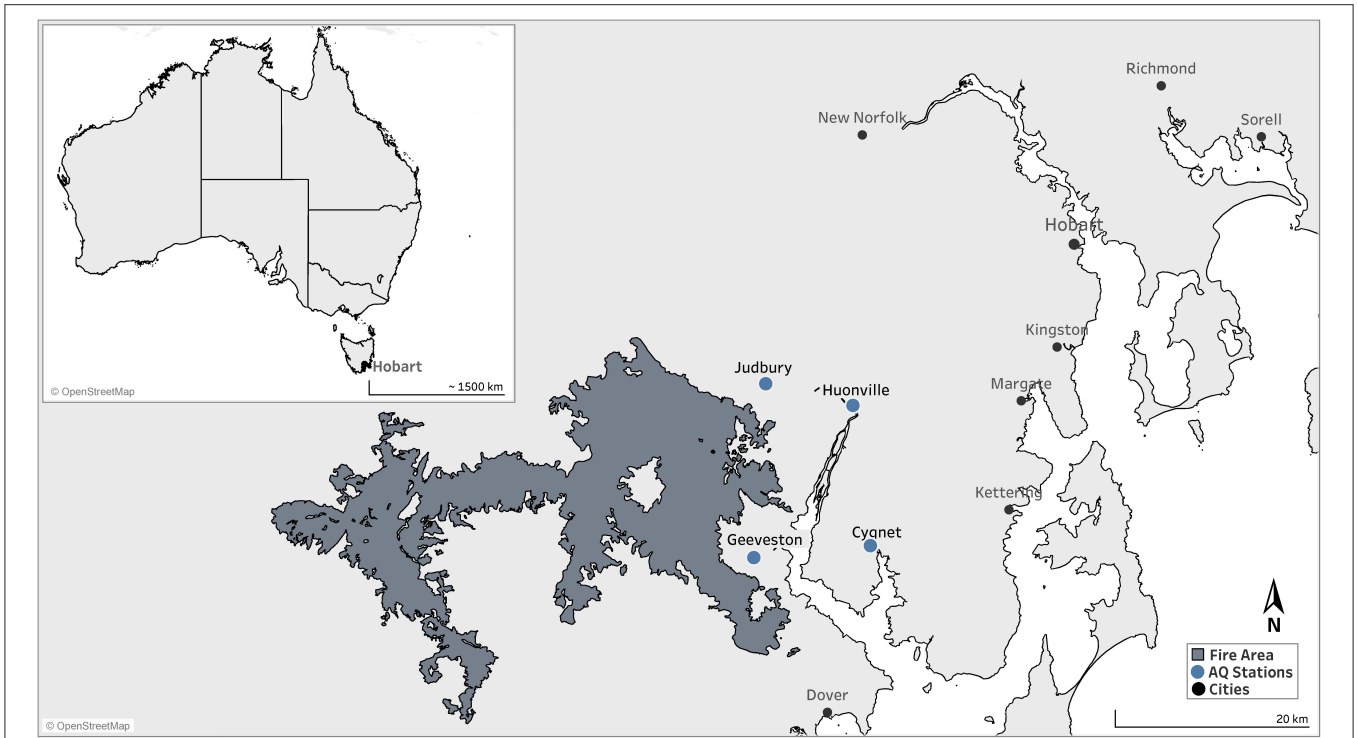 Richmond
New Norfolk
Sorell
Hobart
Hobart
~ 1500 km
© OpenStreetMap
Kingston
Judbury
Huonville
Margate
Kettering
Geeveston
Cygnet
N
Fire Area
AQ Stations
Cities
Dover
20 km
© OpenStreetMap